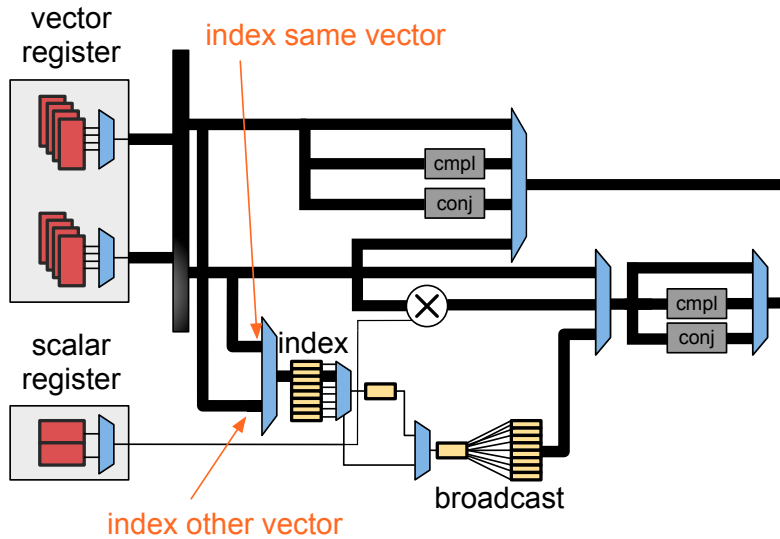 vector
register
index same vector
cmpl
conj
cmpl
conj
scalar
register
index
broadcast
index other vector